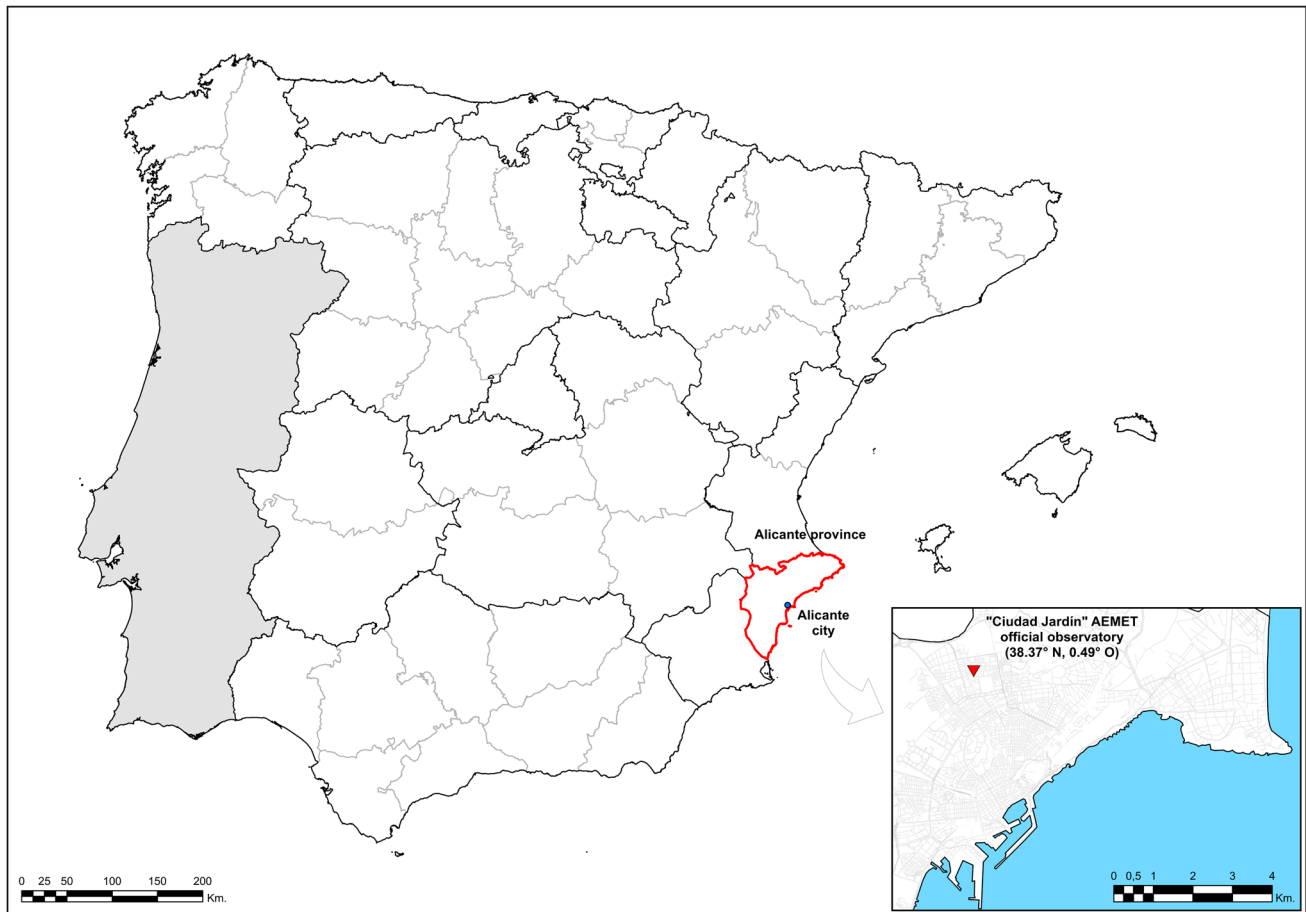 Alicante province
Alicante
city
"Ciudad Jardín" AEMET
official observatory
(38.37° N, 0.49° O)
0 25 50 100 150 200
Km.
0 0,5 1 2 3 4
Km.